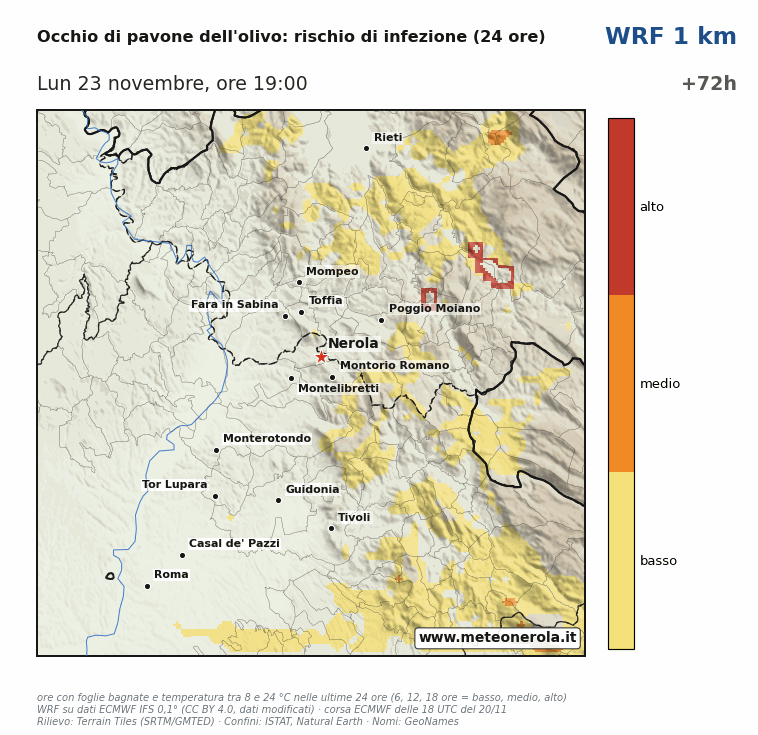 Occhio di pavone dell'olivo: rischio di infezione (24 ore)
WRF 1 km
Lun 23 novembre, ore 19:00
+72h
Rieti
alto
Mompeo
Toffia
Fara in Sabina
Poggio Moiano
Nerola
Montorio Romano
medio
Montelibretti
Monterotondo
Tor Lupara
Guidonia
Tivoli
Casal de' Pazzi
basso
Roma
www.meteonerola.it
ore con foglie bagnate e temperatura tra 8 e 24 °C nelle ultime 24 ore (6, 12, 18 ore = basso, medio, alto)
WRF su dati ECMWF IFS 0,1° (CC BY 4.0, dati modificati) · corsa ECMWF delle 18 UTC del 20/11
Rilievo: Terrain Tiles (SRTM/GMTED) · Confini: ISTAT, Natural Earth · Nomi: GeoNames